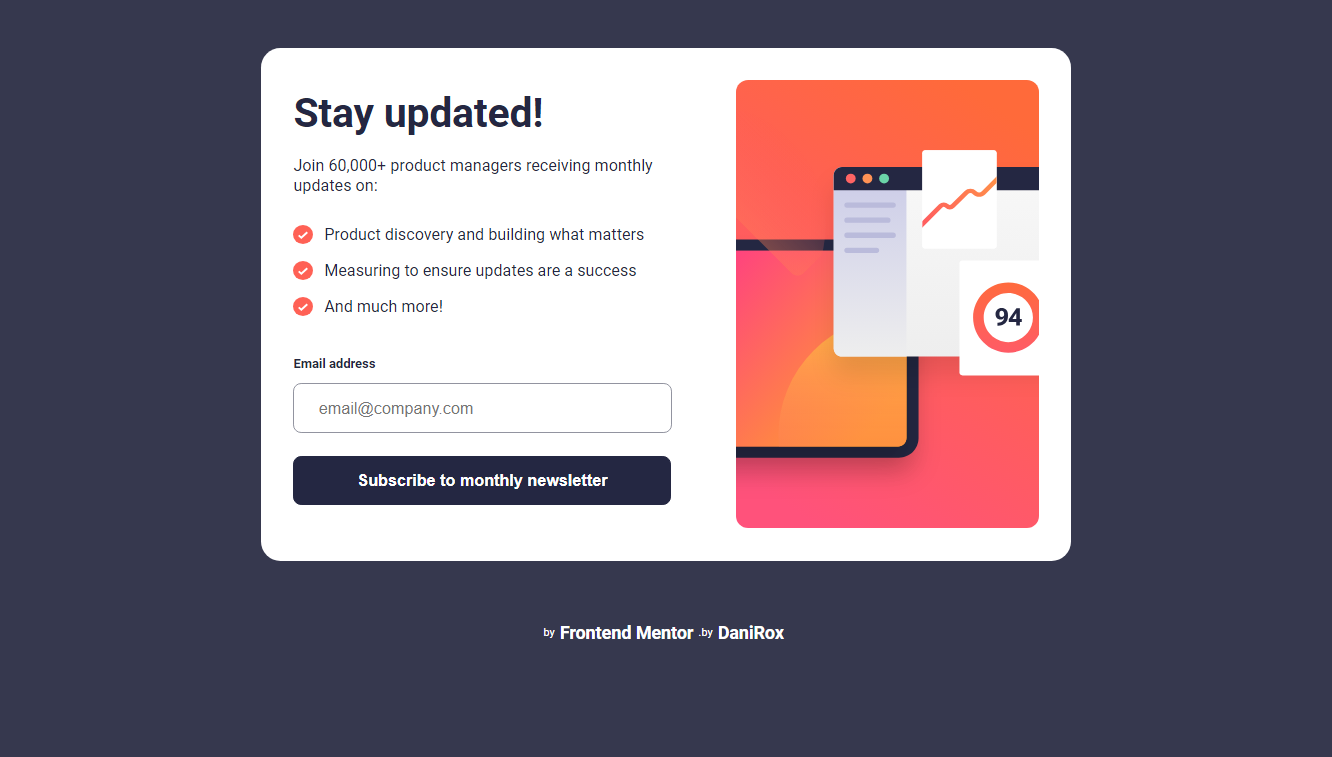 Stay updated!
Join 60,000+ product managers receiving monthly
updates on:
Product discovery and building what matters
Measuring to ensure updates are a success
And much more!
Email address
email@company.com
Subscribe to monthly newsletter
94
by Frontend Mentor .by DaniRox